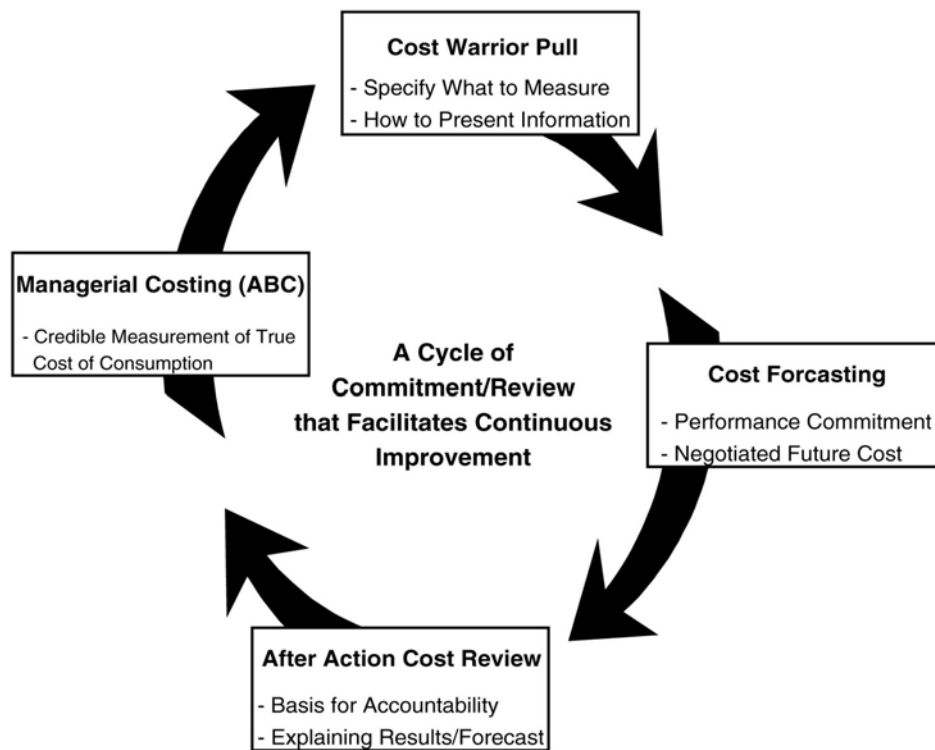 Cost Warrior Pull
- Specify What to Measure
- How to Present Information
Managerial Costing (ABC)
- Credible Measurement of True
Cost of Consumption
A Cycle of
Commitment/Review
that Facilitates Continuous
Improvement
Cost Forcasting
- Performance Commitment
- Negotiated Future Cost
After Action Cost Review
- Basis for Accountability
- Explaining Results/Forecast